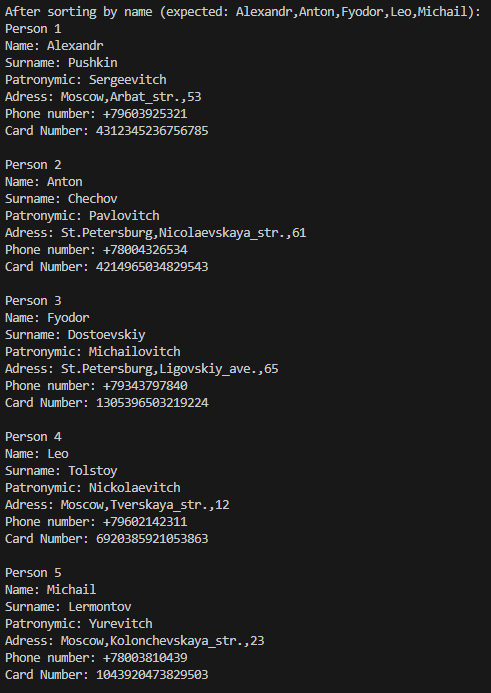 After sorting by name (expected: Alexandr,Anton,Fyodor,Leo,Michail):
Person 1
Name: Alexandr
Surname: Pushkin
Patronymic: Sergeevitch
Adress: Moscow,Arbat_str.,53
Phone number: +79603925321
Card Number: 4312345236756785

Person 2
Name: Anton
Surname: Chechov
Patronymic: Pavlovitch
Adress: St.Petersburg,Nicolaevskaya_str.,61
Phone number: +78004326534
Card Number: 4214965034829543

Person 3
Name: Fyodor
Surname: Dostoevskiy
Patronymic: Michailovitch
Adress: St.Petersburg,Ligovskiy_ave.,65
Phone number: +79343797840
Card Number: 1305396503219224

Person 4
Name: Leo
Surname: Tolstoy
Patronymic: Nickolaevitch
Adress: Moscow,Tverskaya_str.,12
Phone number: +79602142311
Card Number: 6920385921053863

Person 5
Name: Michail
Surname: Lermontov
Patronymic: Yurevitch
Adress: Moscow,Kolonchevskaya_str.,23
Phone number: +78003810439
Card Number: 1043920473829503